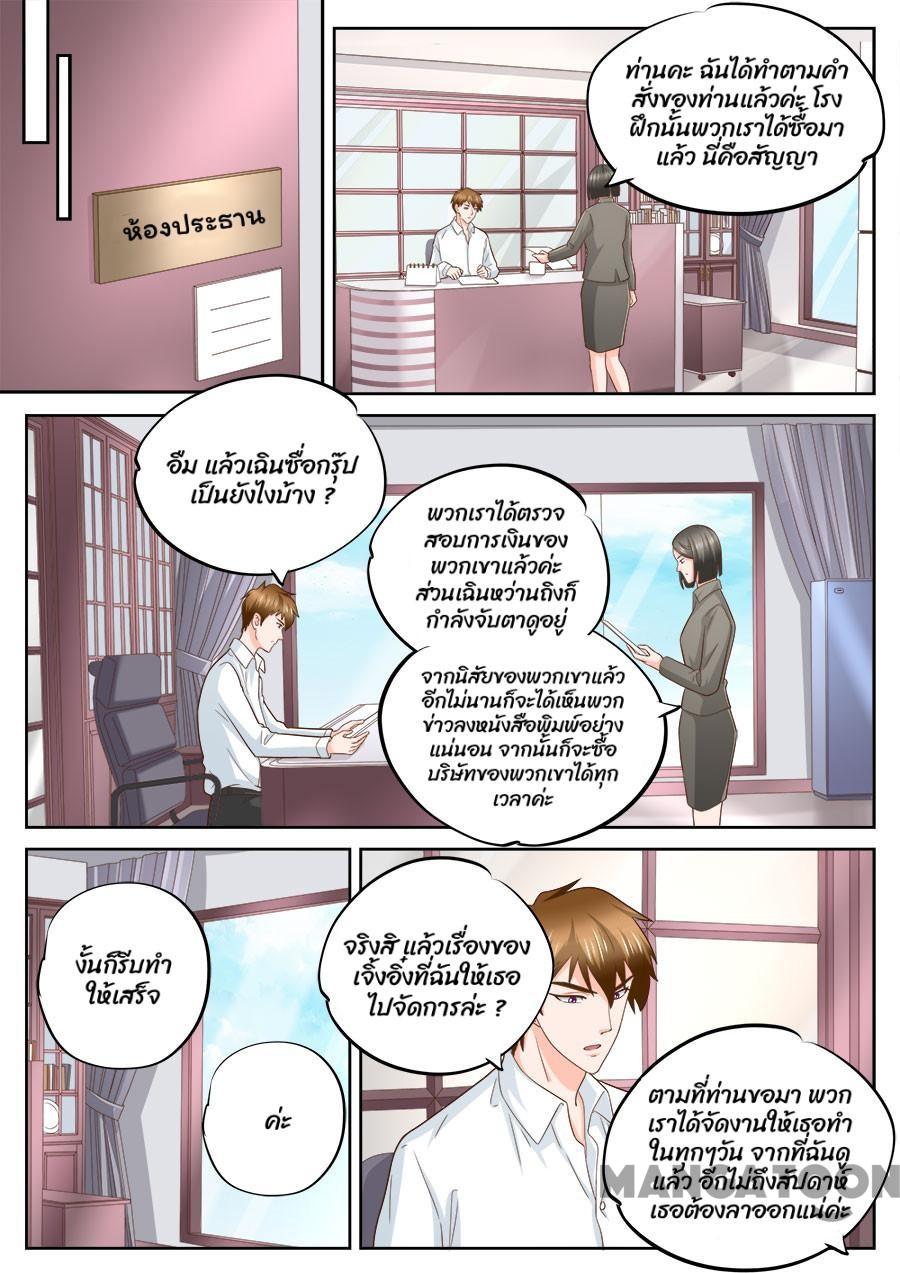 ห้องประธาน
ท่านคะ ฉันได้ทำตามคำ
สั่งของท่านแล้วค่ะ โรง
ฝึกนั้นพวกเราได้ซื้อมา
แล้ว นี่คือสัญญา
อืม แล้วเฉินซื่อกรุ๊ป
เป็นยังไงบ้าง ?
พวกเราได้ตรวจ
สอบการเงินของ
พวกเขาแล้วค่ะ
ส่วนเฉินหว่านถิงก็
กำลังจับตาดูอยู่
จากนิสัยของพวกเขาแล้ว
อีกไม่นานก็จะได้เห็นพวก
ข่าวลงหนังสือพิมพ์อย่าง
แน่นอน จากนั้นก็จะซื้อ
บริษัทของพวกเขาได้ทุก
เวลาค่ะ
งั้นก็รีบทำ
ให้เสร็จ
ค่ะ
จริงสิ แล้วเรื่องของ
เจิ้งอิ๋งที่ฉันให้เธอ
ไปจัดการล่ะ ?
ตามที่ท่านขอมา พวก
เราได้จัดงานให้เธอทำ
ในทุกๆวัน จากที่ฉันดู
แล้ว อีกไม่ถึงสัปดาห์
เธอต้องลาออกแน่ค่ะ
MANGATOON